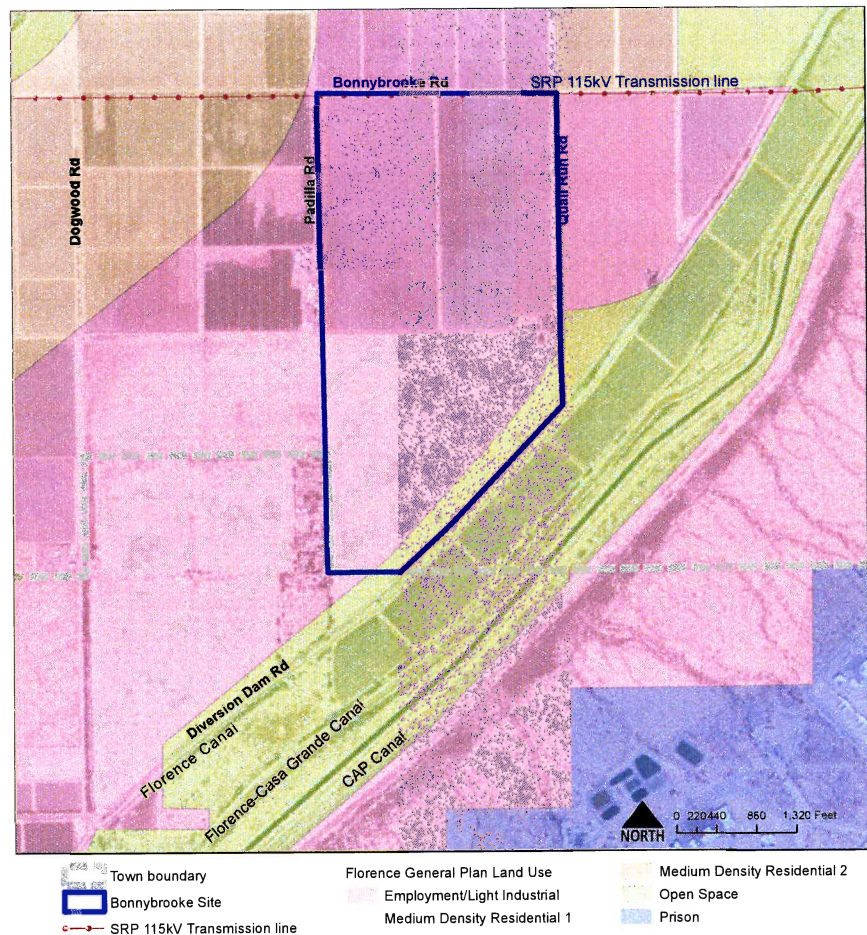 Bonnybrooke Rd
SRP 115kV Transmission line
Dogwood Rd
Padilla Rd
Quail Run Rd
Diversion Dam Rd
Florence Canal
Florence-Casa Grande Canal
CAP Canal
NORTH
0 220 440 860 1,320 Feet
Town boundary
Bonnybrooke Site
SRP 115kV Transmission line
Florence General Plan Land Use
Employment/Light Industrial
Medium Density Residential 1
Medium Density Residential 2
Open Space
Prison